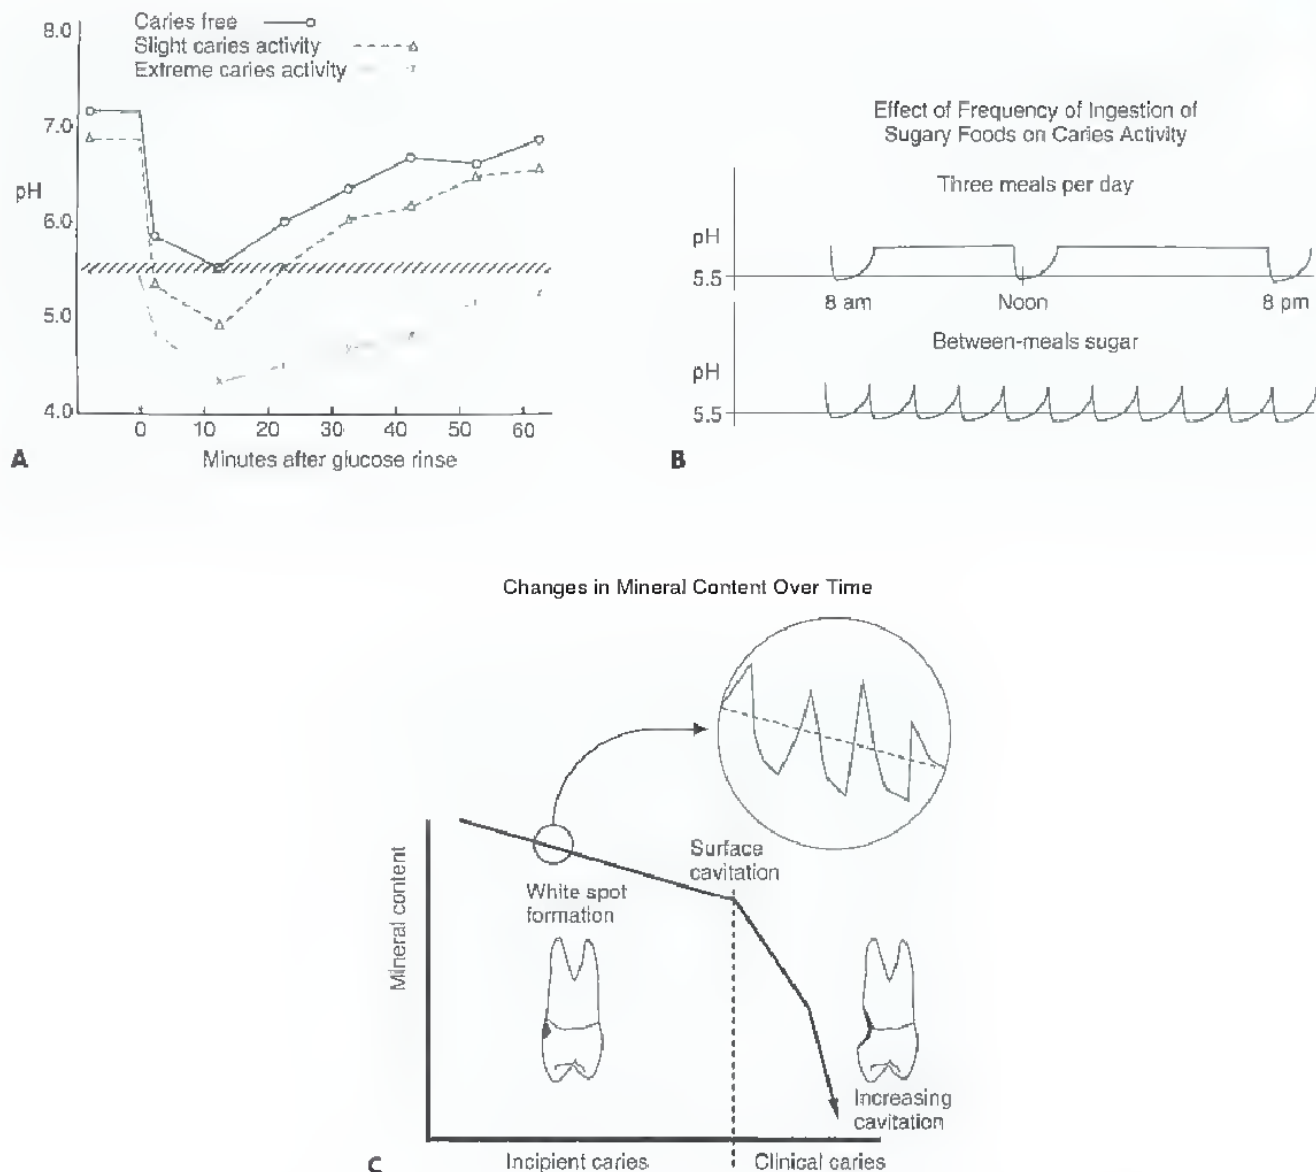 Caries free
Slight caries activity
Extreme caries activity
8.0
7.0
pH
6.0
5.0
4.0
0 10 20 30 40 50 60
Minutes after glucose rinse
A
Effect of Frequency of Ingestion of
Sugary Foods on Caries Activity
Three meals per day
pH
5.5
8 am Noon 8 pm
Between-meals sugar
pH
5.5
B
Changes in Mineral Content Over Time
Mineral content
Surface
cavitation
White spot
formation
Increasing
cavitation
Incipient caries Clinical caries
C